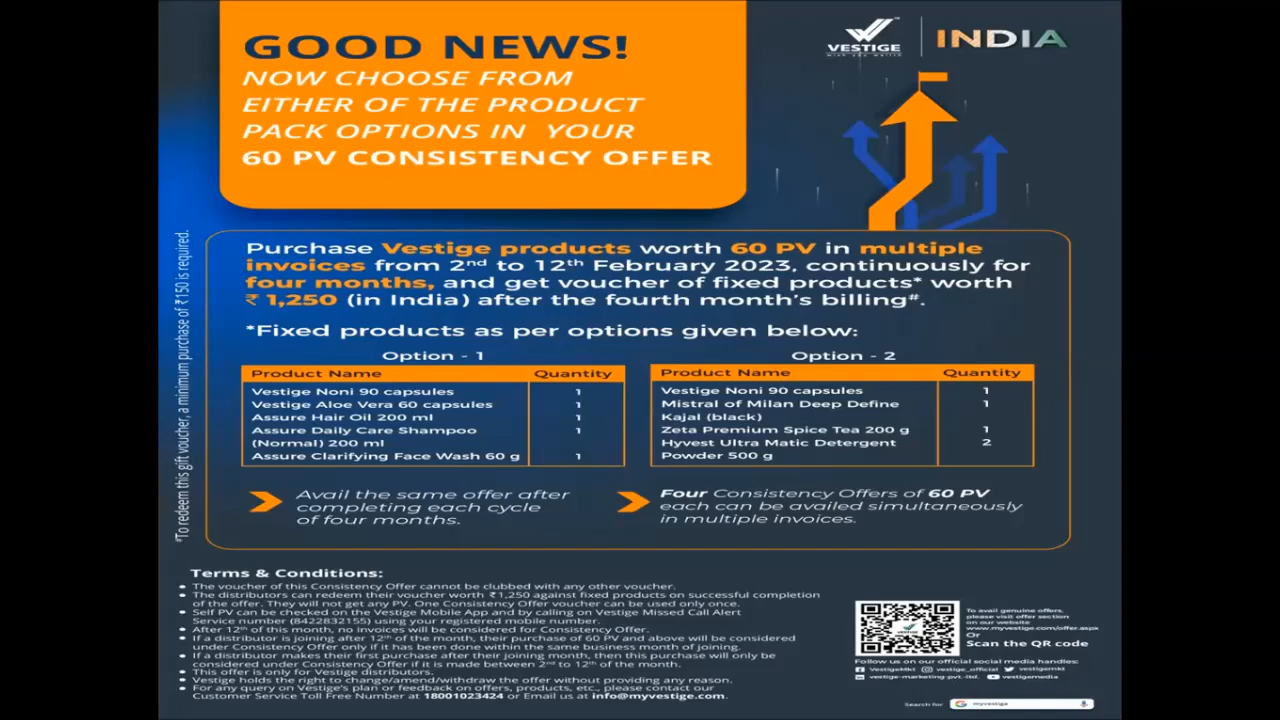 GOOD NEWS!
NOW CHOOSE FROM
EITHER OF THE PRODUCT
PACK OPTIONS IN YOUR
60 PV CONSISTENCY OFFER
VESTIGE
INDIA
Purchase Vestige products worth 60 PV in multiple
invoices from 2nd to 12th February 2023, continuously for
four months, and get voucher of fixed products* worth
₹ 1,250 (in India) after the fourth month's billing#.
*Fixed products as per options given below:
Option - 1
Product Name Quantity
Vestige Noni 90 capsules 1
Vestige Aloe Vera 60 capsules 1
Assure Hair Oil 200 ml 1
Assure Daily Care Shampoo 1
(Normal) 200 ml
Assure Clarifying Face Wash 60 g 1
Option - 2
Product Name Quantity
Vestige Noni 90 capsules 1
Mistral of Milan Deep Define 1
Kajal (black)
Zeta Premium Spice Tea 200 g 1
Hyvest Ultra Matic Detergent 2
Powder 500 g
Avail the same offer after
completing each cycle
of four months.
Four Consistency Offers of 60 PV
each can be availed simultaneously
in multiple invoices.
#To redeem this gift voucher, a minimum purchase of ₹150 is required.
Terms & Conditions:
• The voucher of this Consistency Offer cannot be clubbed with any other voucher.
• The distributors can redeem their voucher worth ₹1,250 against fixed products on successful completion
of the offer. They will not get any PV. One Consistency Offer voucher can be used only once.
• Self PV can be checked on the Vestige Mobile App and by calling on Vestige Missed Call Alert
Service number (8422832155) using your registered mobile number.
• After 12th of this month, no invoices will be considered for Consistency Offer.
• If a distributor is joining after 12th of the month, their purchase of 60 PV and above will be considered
under Consistency Offer only if it has been done within the same business month of joining.
• If a distributor makes their first purchase after their joining month, then this purchase will only be
considered under Consistency Offer if it is made between 2nd to 12th of the month.
• This offer is only for Vestige distributors.
• Vestige holds the right to change/amend/withdraw the offer without providing any reason.
• For any query on Vestige's plan or feedback on offers, products, etc., please contact our
Customer Service Toll Free Number at 18001023424 or Email us at info@myvestige.com.
To avail genuine offers,
please visit offer section
on our website
www.myvestige.com/offer.aspx
Or
Scan the QR code
Follow us on our official social media handles:
VestigeMkt vestige_official vestigemkt
vestige-marketing-pvt.-ltd. vestigemedia
Search for myvestige